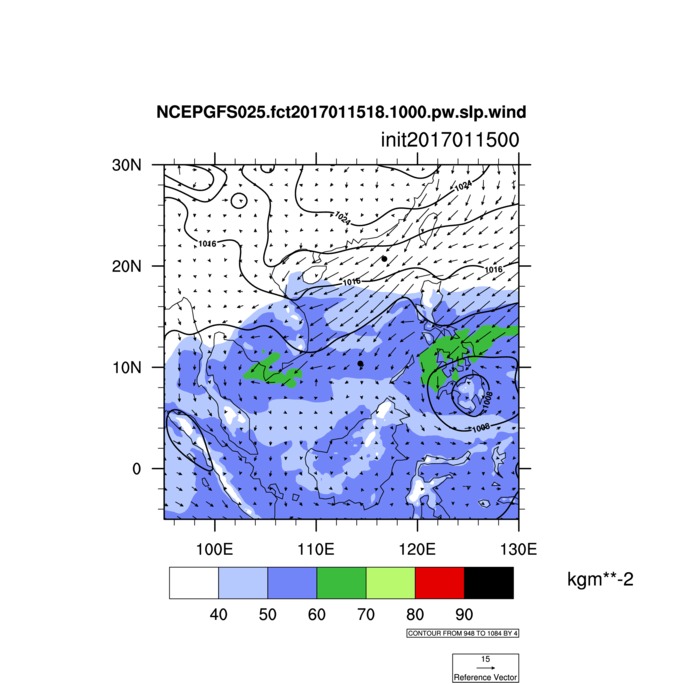 NCEPGFS025.fct2017011518.1000.pw.slp.wind
init2017011500
30N
1024
1024
1016
20N
1016
1016
10N
1008
1008
0
100E 110E 120E 130E
kgm**-2
40 50 60 70 80 90
CONTOUR FROM 948 TO 1084 BY 4
15
Reference Vector